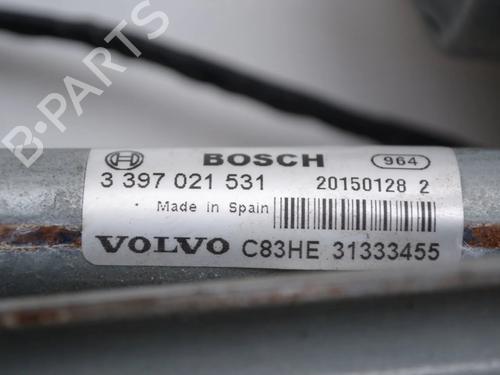 B-PARTS
BOSCH 964
3 397 021 531 20150128 2
Made in Spain
VOLVO C83HE 31333455